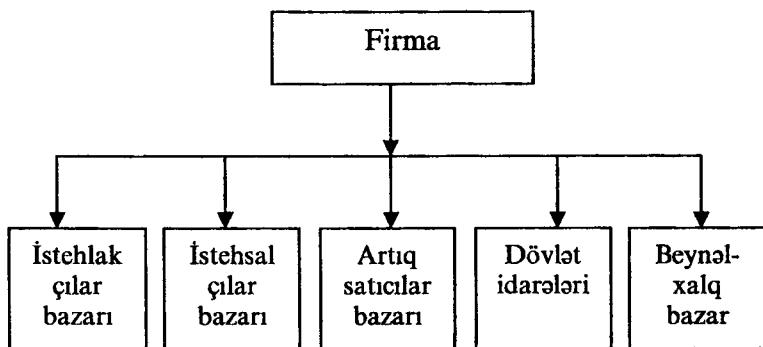 Firma
İstehlak
çılar
bazarı
İstehsal
çılar
bazarı
Artıq
satıcılar
bazarı
Dövlət
idarələri
Beynəl-
xalq
bazar